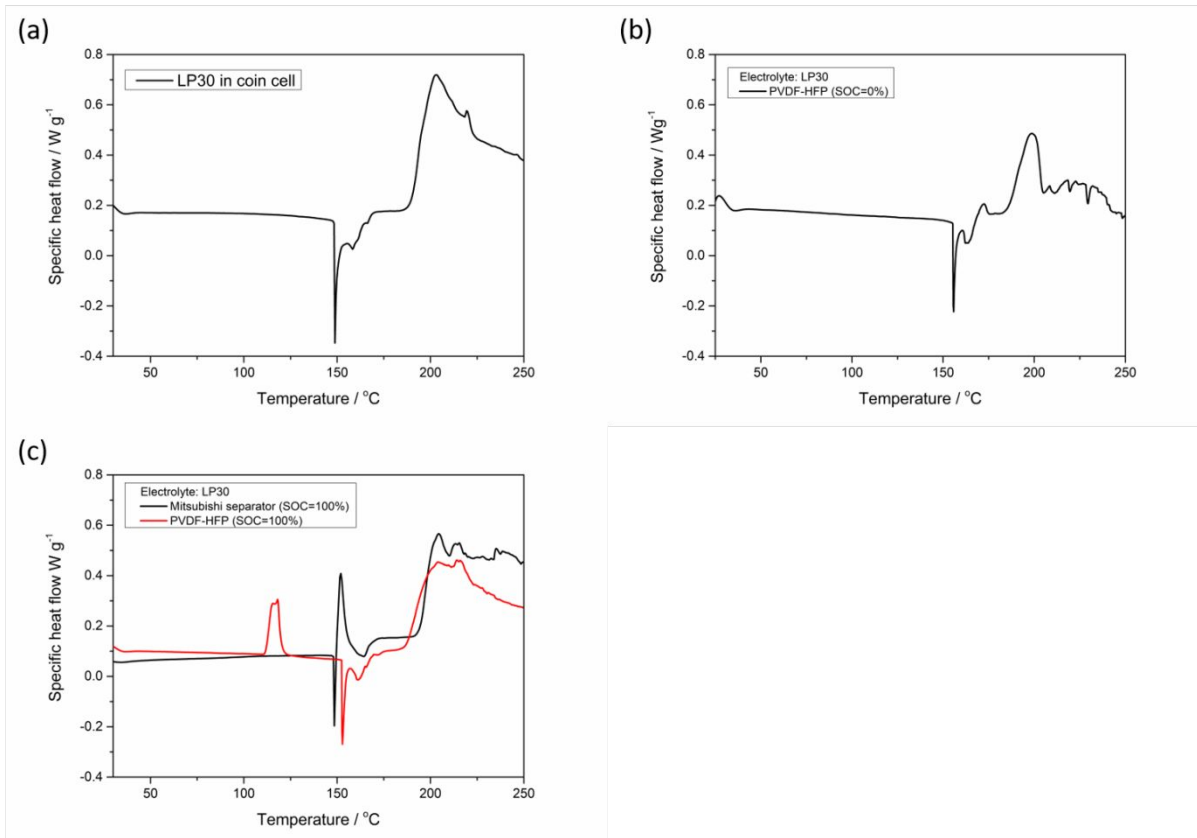 (a)
0.8
0.6
0.4
0.2
0.0
-0.2
-0.4
Specific heat flow / W g-1
LP30 in coin cell
50 100 150 200 250
Temperature / oC
(b)
0.8
0.6
0.4
0.2
0.0
-0.2
-0.4
Specific heat flow / Wg-1
Electrolyte: LP30
PVDF-HFP (SOC=0%)
50 100 150 200 250
Temperature / oC
(c)
0.8
0.6
0.4
0.2
0.0
-0.2
-0.4
Specific heat flow W g-1
Electrolyte: LP30
Mitsubishi separator (SOC=100%)
PVDF-HFP (SOC=100%)
50 100 150 200 250
Temperature / oC